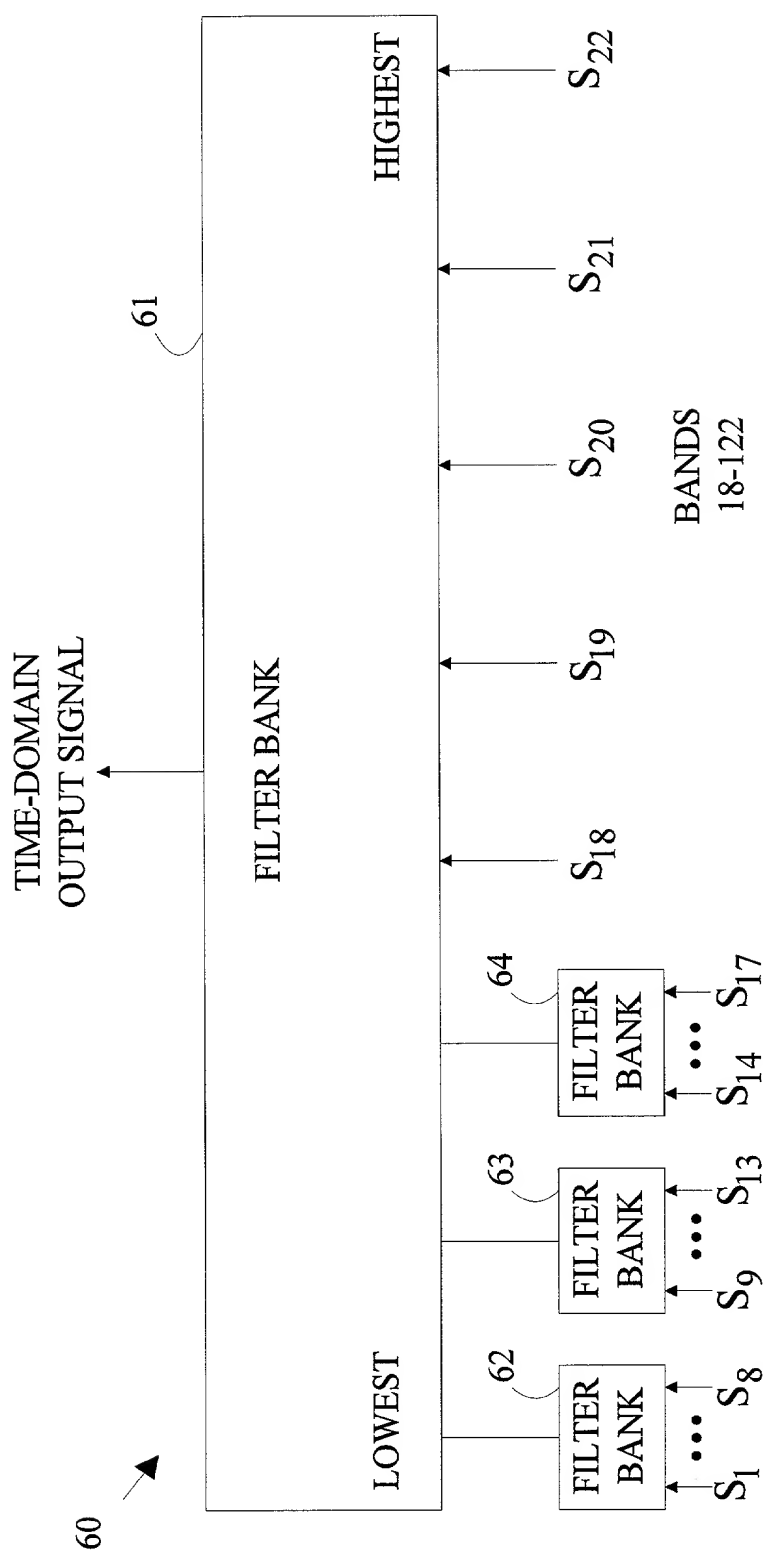 TIME-DOMAIN
OUTPUT SIGNAL
60
61
FILTER BANK
LOWEST
HIGHEST
62
63
64
FILTER
BANK
FILTER
BANK
FILTER
BANK
S18
S19
S20
S21
S22
S1 ••• S8
S9 ••• S13
S14 ••• S17
BANDS
18-122